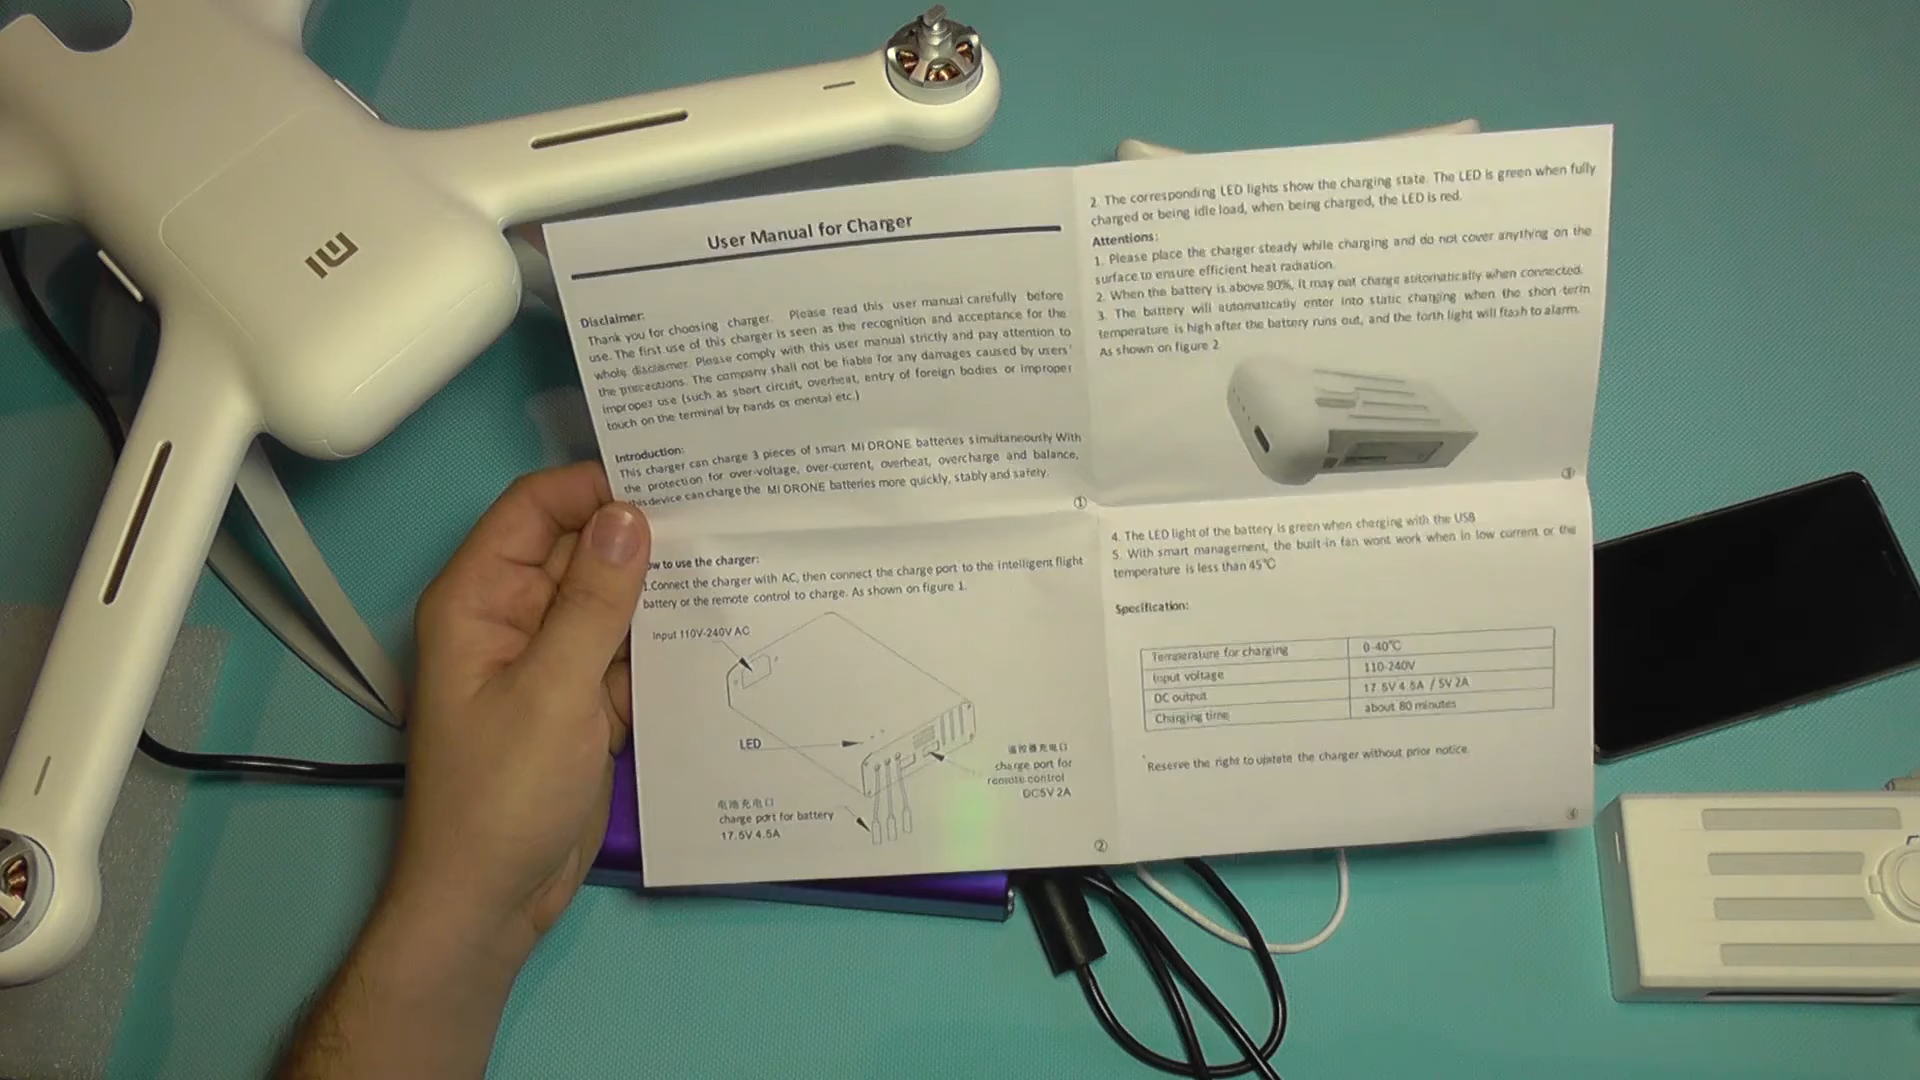 mi
User Manual for Charger
Disclaimer:
Thank you for choosing charger. Please read this user manual carefully before
use. The first use of this charger is seen as the recognition and acceptance for the
whole disclaimer. Please comply with this user manual strictly and pay attention to
the precautions. The company shall not be liable for any damages caused by users'
improper use (such as short circuit, overheat, entry of foreign bodies or improper
touch on the terminal by hands or mental etc.)
Introduction:
This charger can charge 3 pieces of smart MI DRONE batteries simultaneously With
the protection for over-voltage, over-current, overheat, overcharge and balance,
this device can charge the MI DRONE batteries more quickly, stably and safely.
①
ow to use the charger:
1.Connect the charger with AC, then connect the charge port to the intelligent flight
battery or the remote control to charge. As shown on figure 1.
Input 110V-240V AC
LED
遥控器充电口
charge port for
remote control
DC5V 2A
电池充电口
charge port for battery
17.5V 4.5A
②
2. The corresponding LED lights show the charging state. The LED is green when fully
charged or being idle load, when being charged, the LED is red.
Attentions:
1. Please place the charger steady while charging and do not cover anything on the
surface to ensure efficient heat radiation.
2. When the battery is above 90%, it may not charge automatically when connected.
3. The battery will automatically enter into static charging when the short-term
temperature is high after the battery runs out, and the forth light will flash to alarm.
As shown on figure 2
③
4. The LED light of the battery is green when charging with the USB
5. With smart management, the built-in fan wont work when in low current or the
temperature is less than 45℃
Specification:
Temperature for charging 0-40℃
Input voltage 110-240V
DC output 17.5V 4.5A / 5V 2A
Charging time about 80 minutes
*Reserve the right to update the charger without prior notice.
④